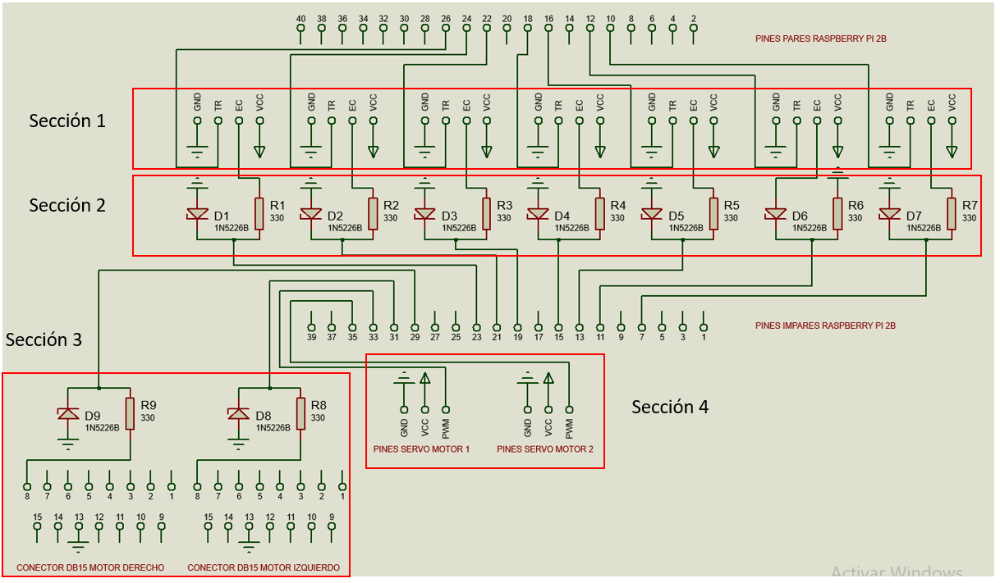 40 38 36 34 32 30 28 26 24 22 20 18 16 14 12 10 8 6 4 2
PINES PARES RASPBERRY PI 2B
Sección 1
GND TR EC VCC GND TR EC VCC GND TR EC VCC GND TR EC VCC GND TR EC VCC GND TR EC VCC GND TR EC VCC
Sección 2
D1 1N5226B R1 330
D2 1N5226B R2 330
D3 1N5226B R3 330
D4 1N5226B R4 330
D5 1N5226B R5 330
D6 1N5226B R6 330
D7 1N5226B R7 330
39 37 35 33 31 29 27 25 23 21 19 17 15 13 11 9 7 5 3 1
PINES IMPARES RASPBERRY PI 2B
Sección 3
D9 1N5226B R9 330
D8 1N5226B R8 330
8 7 6 5 4 3 2 1
8 7 6 5 4 3 2 1
15 14 13 12 11 10 9
15 14 13 12 11 10 9
CONECTOR DB15 MOTOR DERECHO
CONECTOR DB15 MOTOR IZQUIERDO
GND VCC PWM
GND VCC PWM
PINES SERVO MOTOR 1
PINES SERVO MOTOR 2
Sección 4
Activar Windows